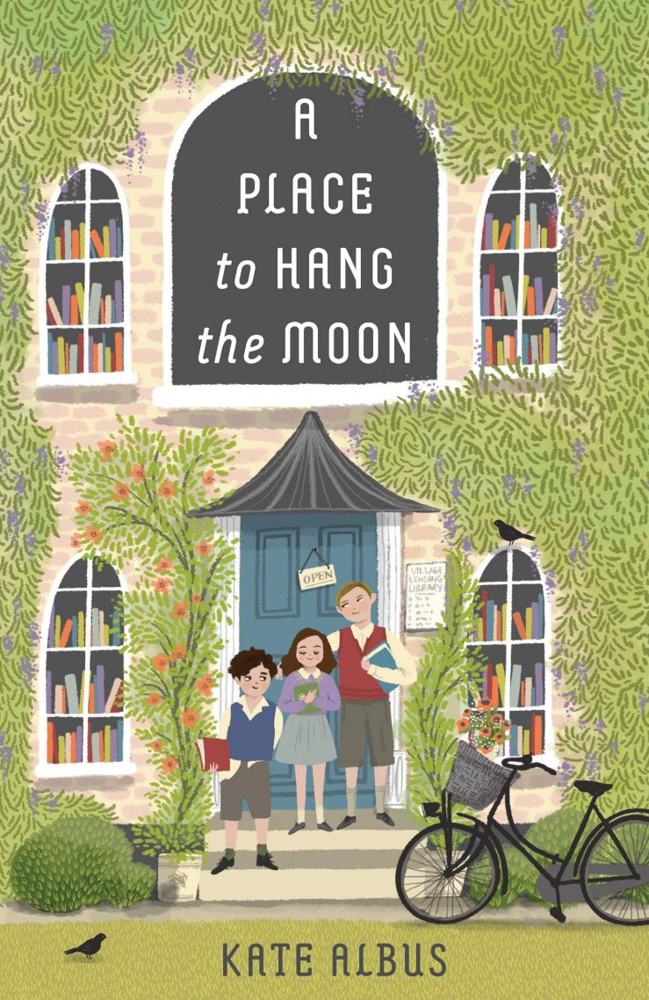 A
PLACE
to HANG
the MOON
OPEN
VILLAGE
LENDING
LIBRARY
KATE ALBUS